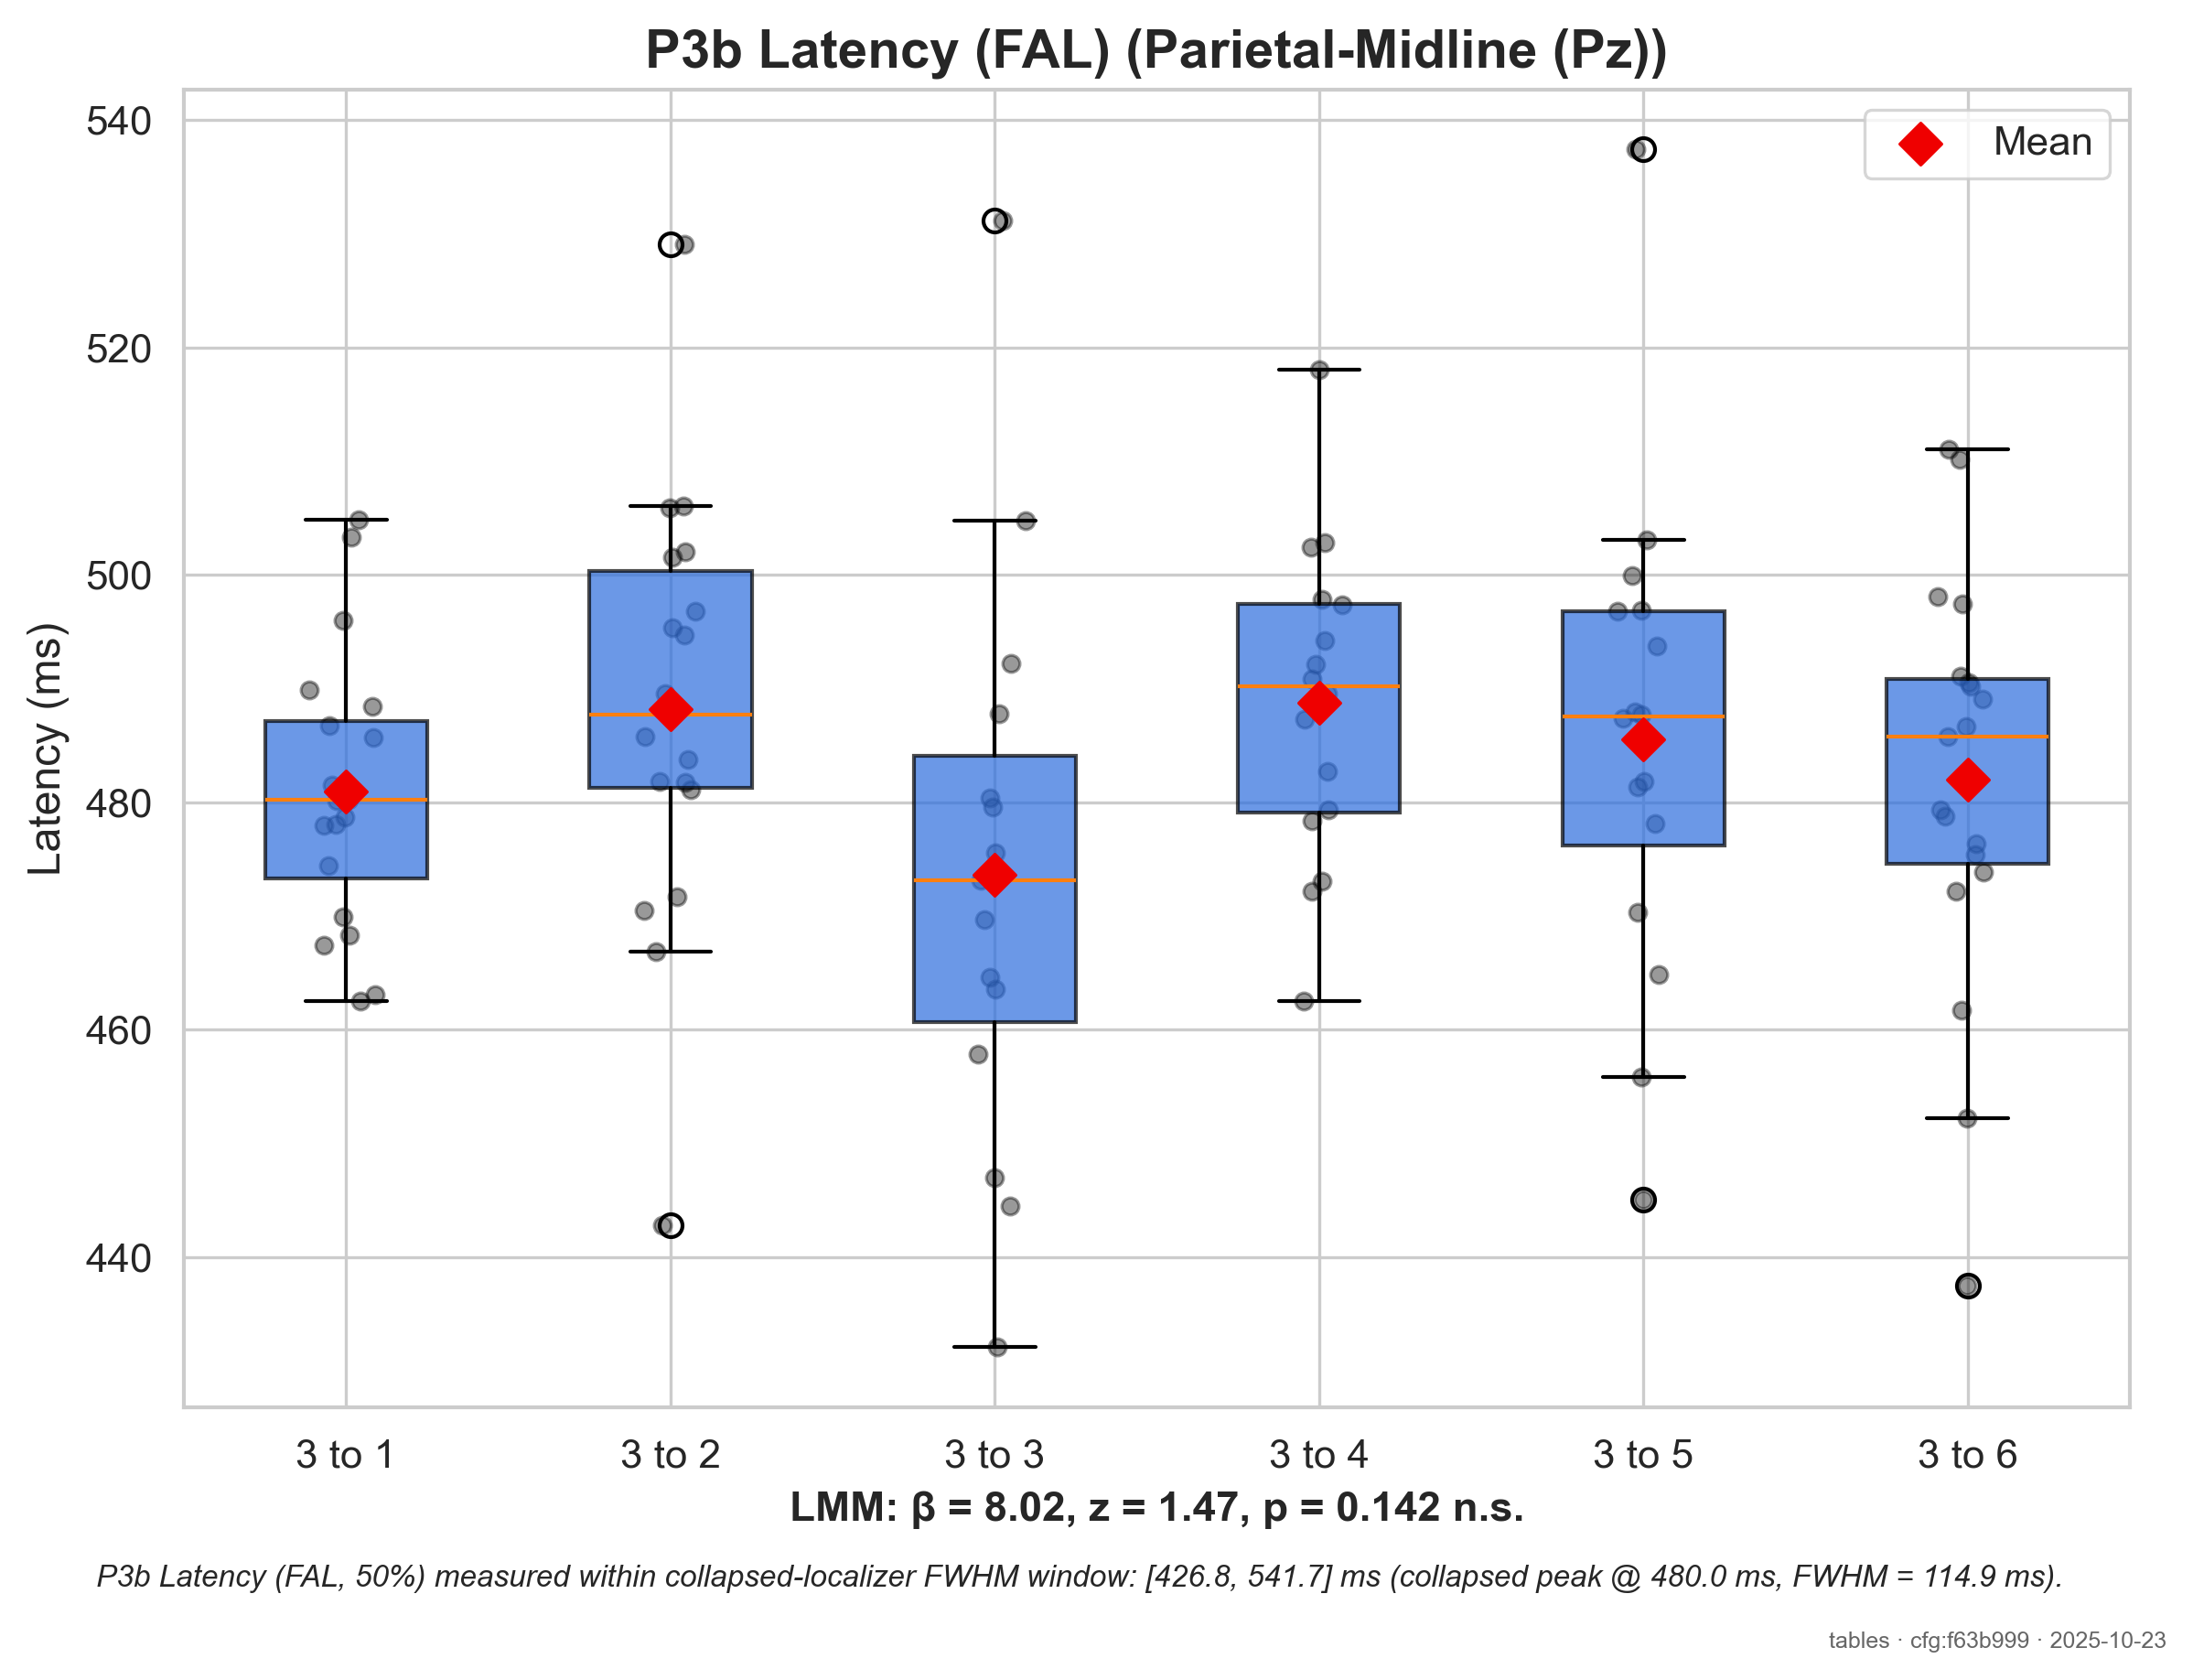 P3b Latency (FAL) (Parietal-Midline (Pz))
Mean
Latency (ms)
540
520
500
480
460
440
3 to 1
3 to 2
3 to 3
3 to 4
3 to 5
3 to 6
LMM: β = 8.02, z = 1.47, p = 0.142 n.s.
P3b Latency (FAL, 50%) measured within collapsed-localizer FWHM window: [426.8, 541.7] ms (collapsed peak @ 480.0 ms, FWHM = 114.9 ms).
tables · cfg:f63b999 · 2025-10-23